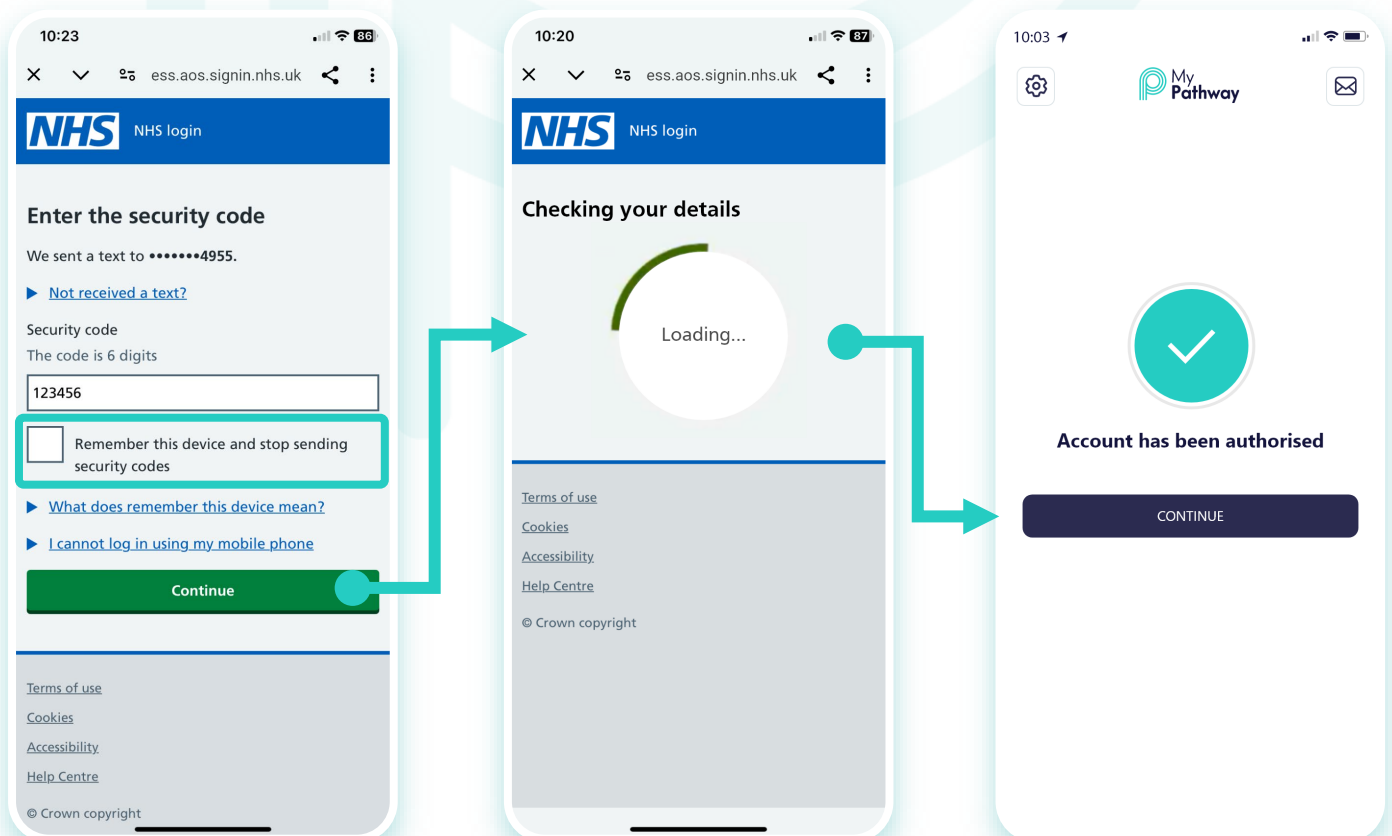 10:23
86
ess.aos.signin.nhs.uk
NHS NHS login
Enter the security code
We sent a text to •••••••4955.
Not received a text?
Security code
The code is 6 digits
123456
Remember this device and stop sending
security codes
What does remember this device mean?
I cannot log in using my mobile phone
Continue
Terms of use
Cookies
Accessibility
Help Centre
© Crown copyright
10:20
87
ess.aos.signin.nhs.uk
NHS NHS login
Checking your details
Loading...
Terms of use
Cookies
Accessibility
Help Centre
© Crown copyright
10:03
My
Pathway
Account has been authorised
CONTINUE